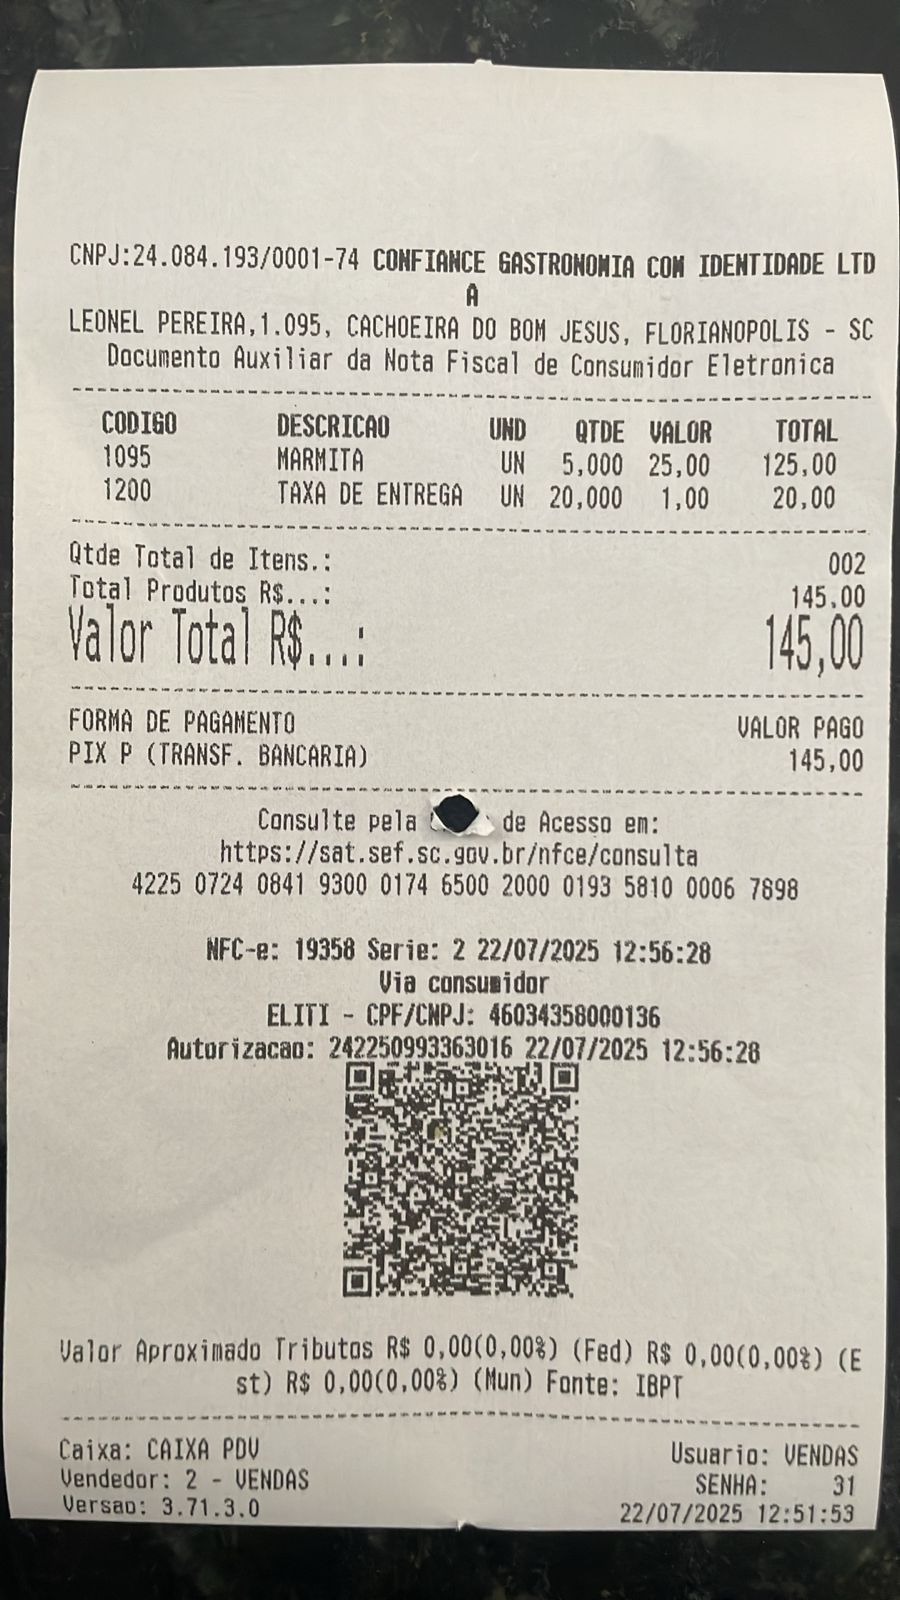 CNPJ:24.084.193/0001-74 CONFIANCE GASTRONOMIA COM IDENTIDADE LTD
A
LEONEL PEREIRA,1.095, CACHOEIRA DO BOM JESUS, FLORIANOPOLIS - SC
Documento Auxiliar da Nota Fiscal de Consumidor Eletronica
CODIGO DESCRICAO UND QTDE VALOR TOTAL
1095 MARMITA UN 5,000 25,00 125,00
1200 TAXA DE ENTREGA UN 20,000 1,00 20,00
Qtde Total de Itens.: 002
Total Produtos R$...: 145,00
Valor Total R$...: 145,00
FORMA DE PAGAMENTO VALOR PAGO
PIX P (TRANSF. BANCARIA) 145,00
Consulte pela de Acesso em:
https://sat.sef.sc.gov.br/nfce/consulta
4225 0724 0841 9300 0174 6500 2000 0193 5810 0006 7898
NFC-e: 19358 Serie: 2 22/07/2025 12:56:28
Via consumidor
ELITI - CPF/CNPJ: 46034358000136
Autorizacao: 242250993363016 22/07/2025 12:56:28
Valor Aproximado Tributos R$ 0,00(0,00%) (Fed) R$ 0,00(0,00%) (E
st) R$ 0,00(0,00%) (Mun) Fonte: IBPT
Caixa: CAIXA PDV Usuario: VENDAS
Vendedor: 2 - VENDAS SENHA: 31
Versao: 3.71.3.0 22/07/2025 12:51:53